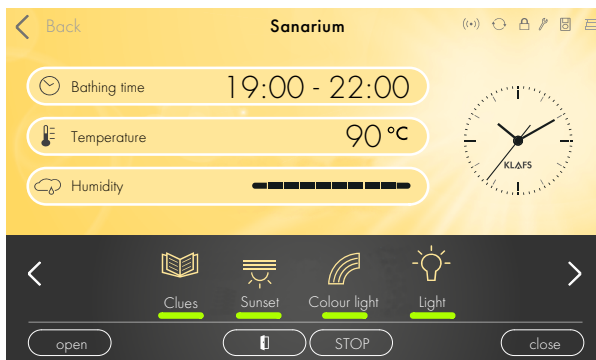 Back
Sanarium
Bathing time 19:00 - 22:00
Temperature 90 °C
Humidity
KLAFS
Clues Sunset Colour light Light
open STOP close